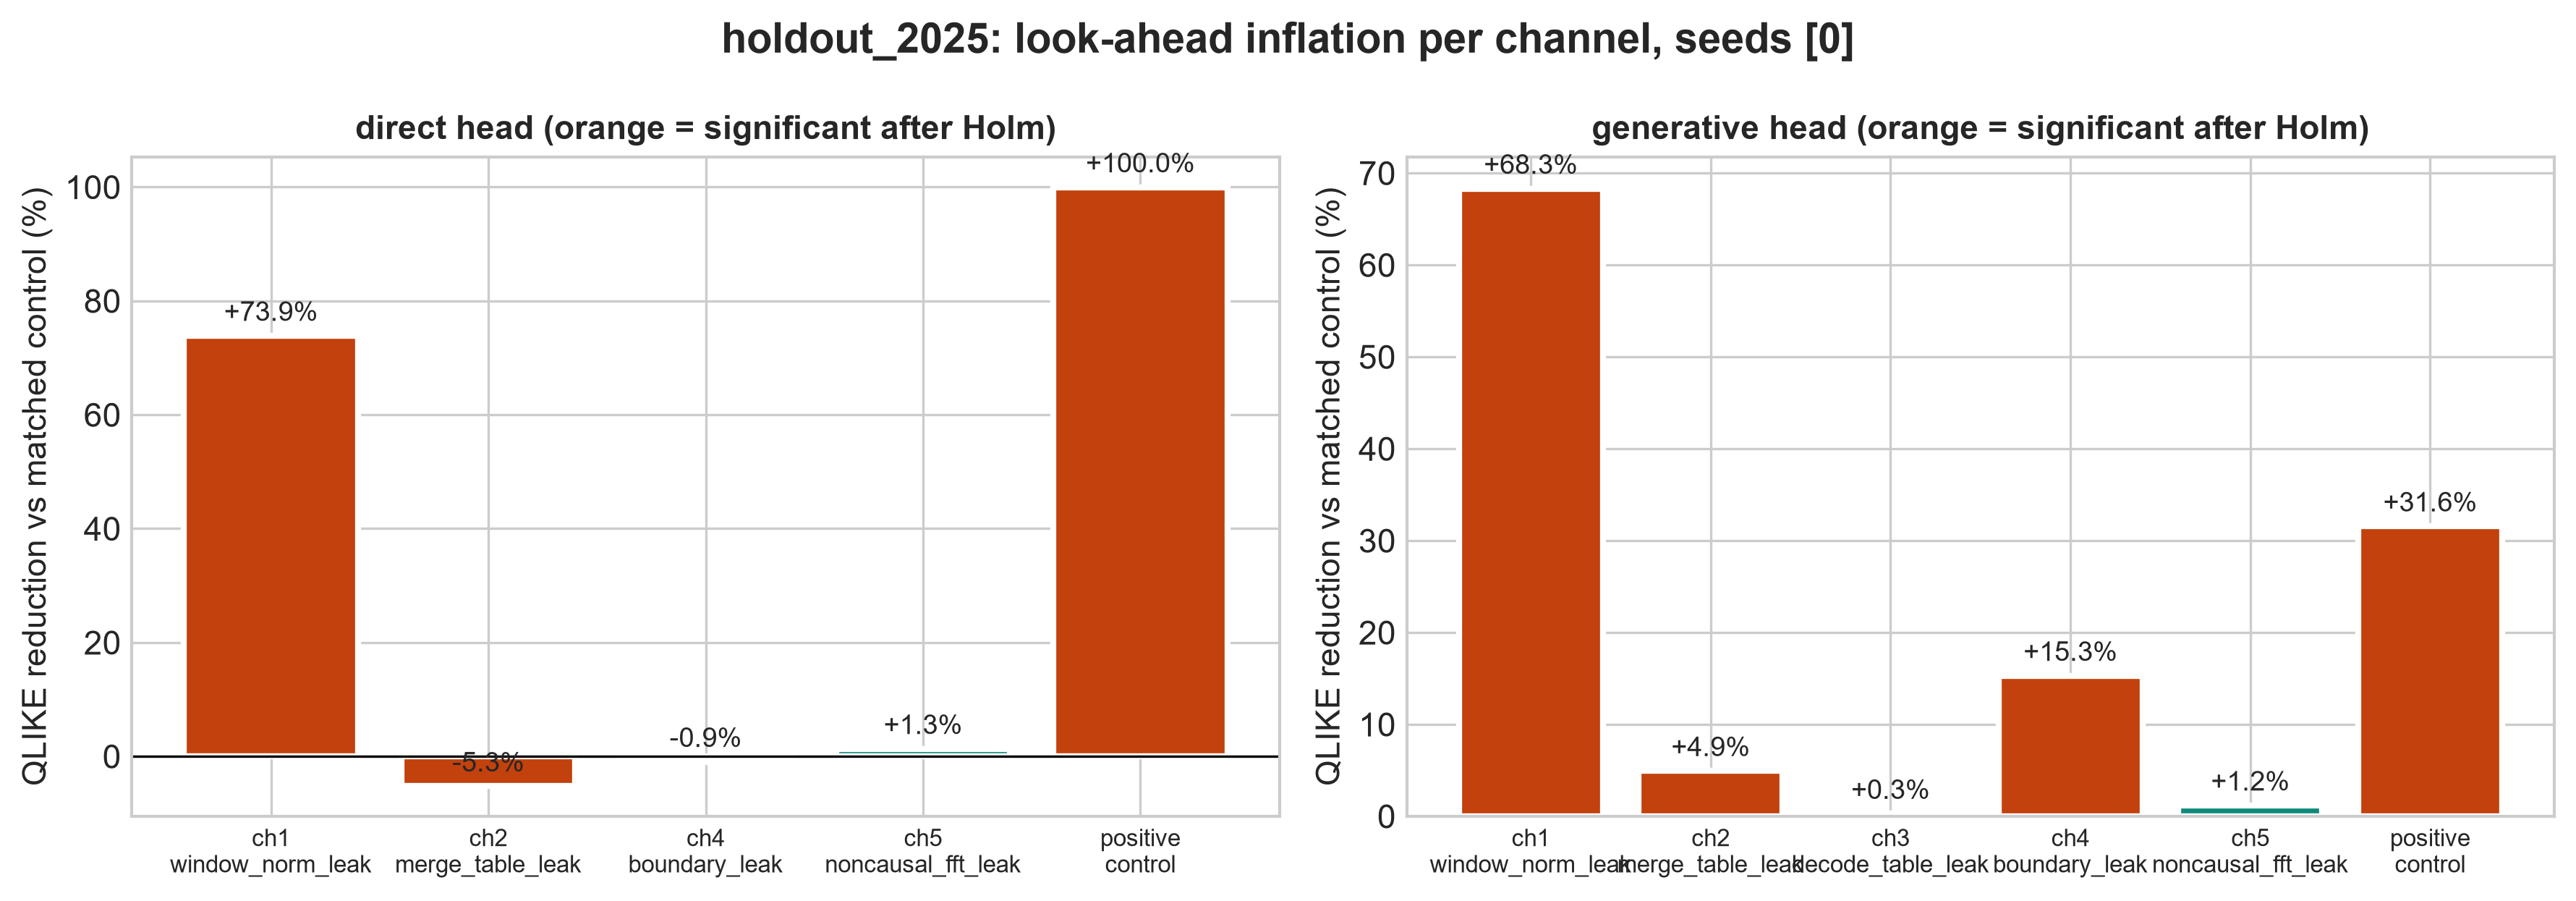 holdout_2025: look-ahead inflation per channel, seeds [0]
direct head (orange = significant after Holm)
QLIKE reduction vs matched control (%)
100
80
60
40
20
0
+73.9%
-5.3%
-0.9%
+1.3%
+100.0%
ch1
window_norm_leak
ch2
merge_table_leak
ch4
boundary_leak
ch5
noncausal_fft_leak
positive
control
generative head (orange = significant after Holm)
QLIKE reduction vs matched control (%)
70
60
50
40
30
20
10
0
+68.3%
+4.9%
+0.3%
+15.3%
+1.2%
+31.6%
ch1
window_norm_leak
ch2
merge_table_leak
ch3
decode_table_leak
ch4
boundary_leak
ch5
noncausal_fft_leak
positive
control